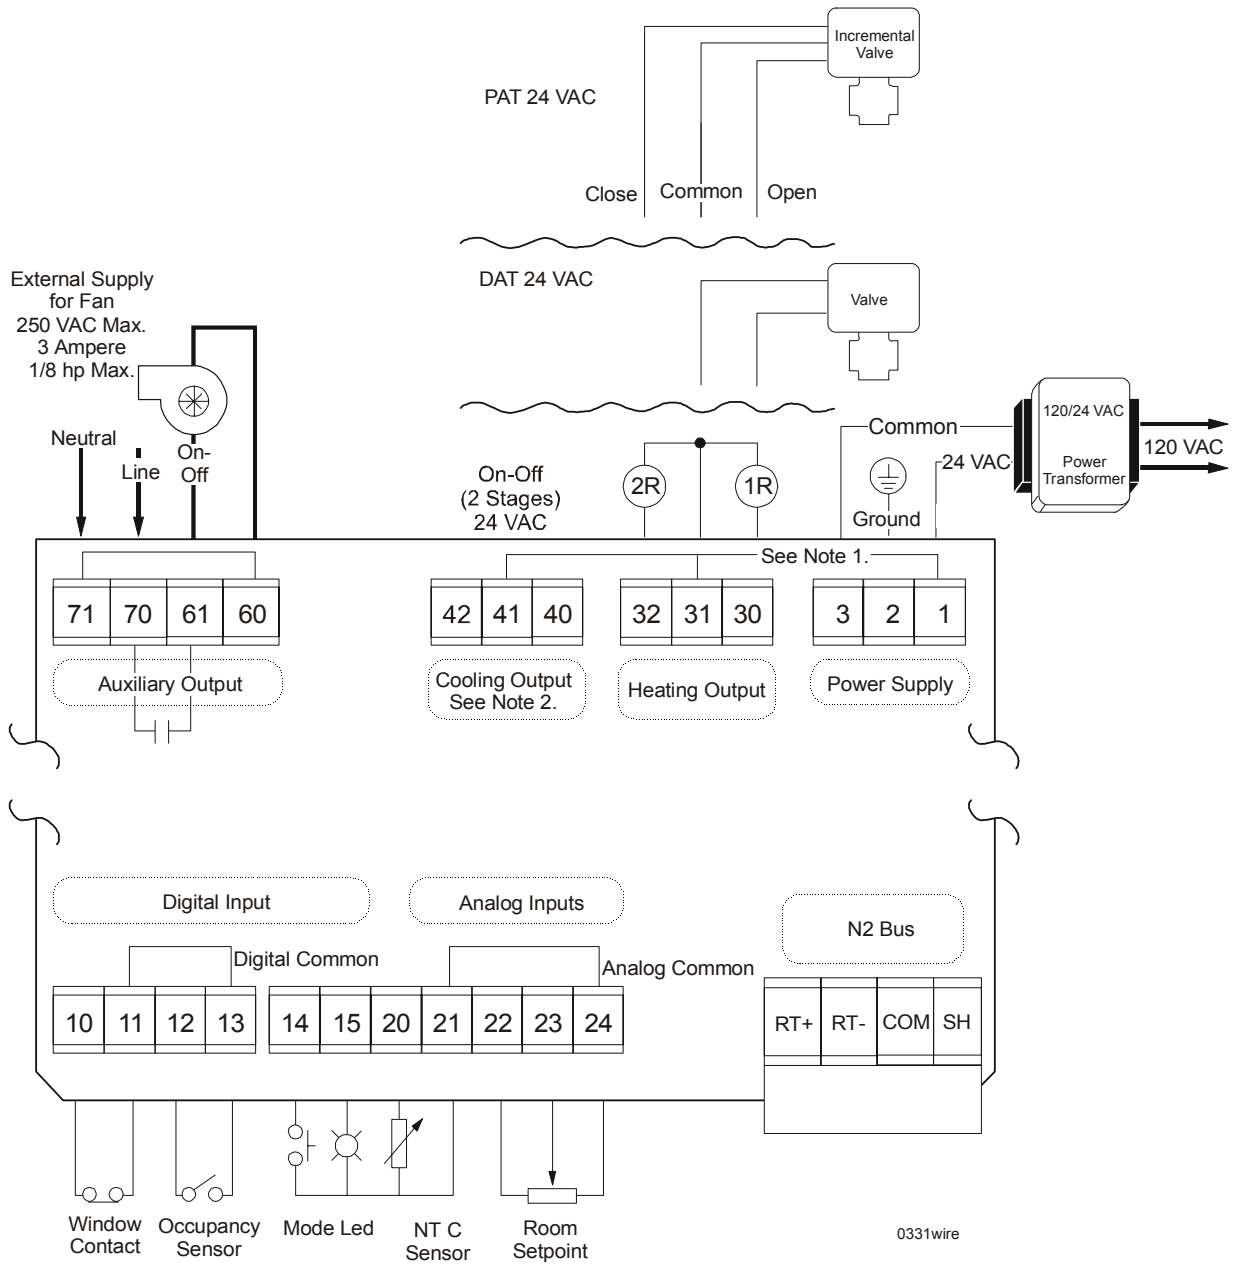 Incremental
Valve
PAT 24 VAC
Close
Common
Open
DAT 24 VAC
Valve
External Supply
for Fan
250 VAC Max.
3 Ampere
1/8 hp Max.
Neutral
Line
On-
Off
On-Off
(2 Stages)
24 VAC
2R
1R
Common
24 VAC
Ground
120/24 VAC
Power
Transformer
120 VAC
See Note 1.
71 70 61 60
42 41 40
32 31 30
3 2 1
Auxiliary Output
Cooling Output
See Note 2.
Heating Output
Power Supply
Digital Input
Analog Inputs
N2 Bus
Digital Common
Analog Common
10 11 12 13
14 15 20 21 22 23 24
RT+ RT- COM SH
Window
Contact
Occupancy
Sensor
Mode Led
NT C
Sensor
Room
Setpoint
0331wire